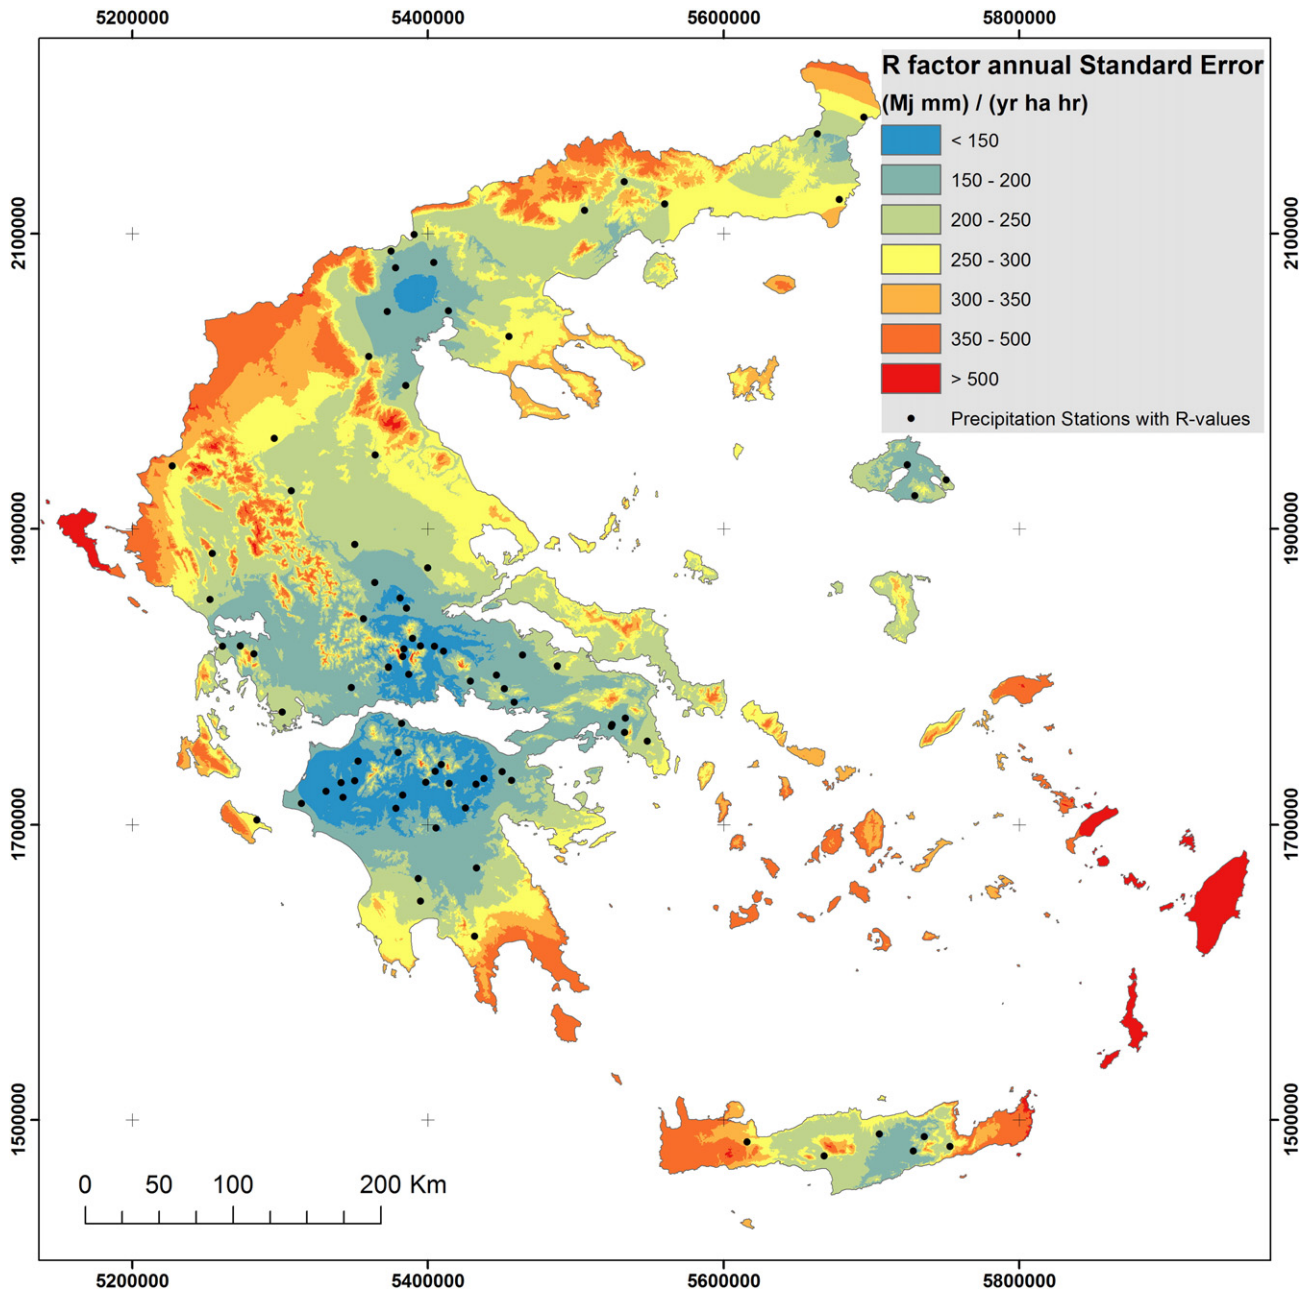 5200000 5400000 5600000 5800000
R factor annual Standard Error
(Mj mm) / (yr ha hr)
< 150
150 - 200
200 - 250
250 - 300
300 - 350
350 - 500
> 500
Precipitation Stations with R-values
2100000 2100000
1900000 1900000
1700000 1700000
1500000 1500000
0 50 100 200 Km
5200000 5400000 5600000 5800000